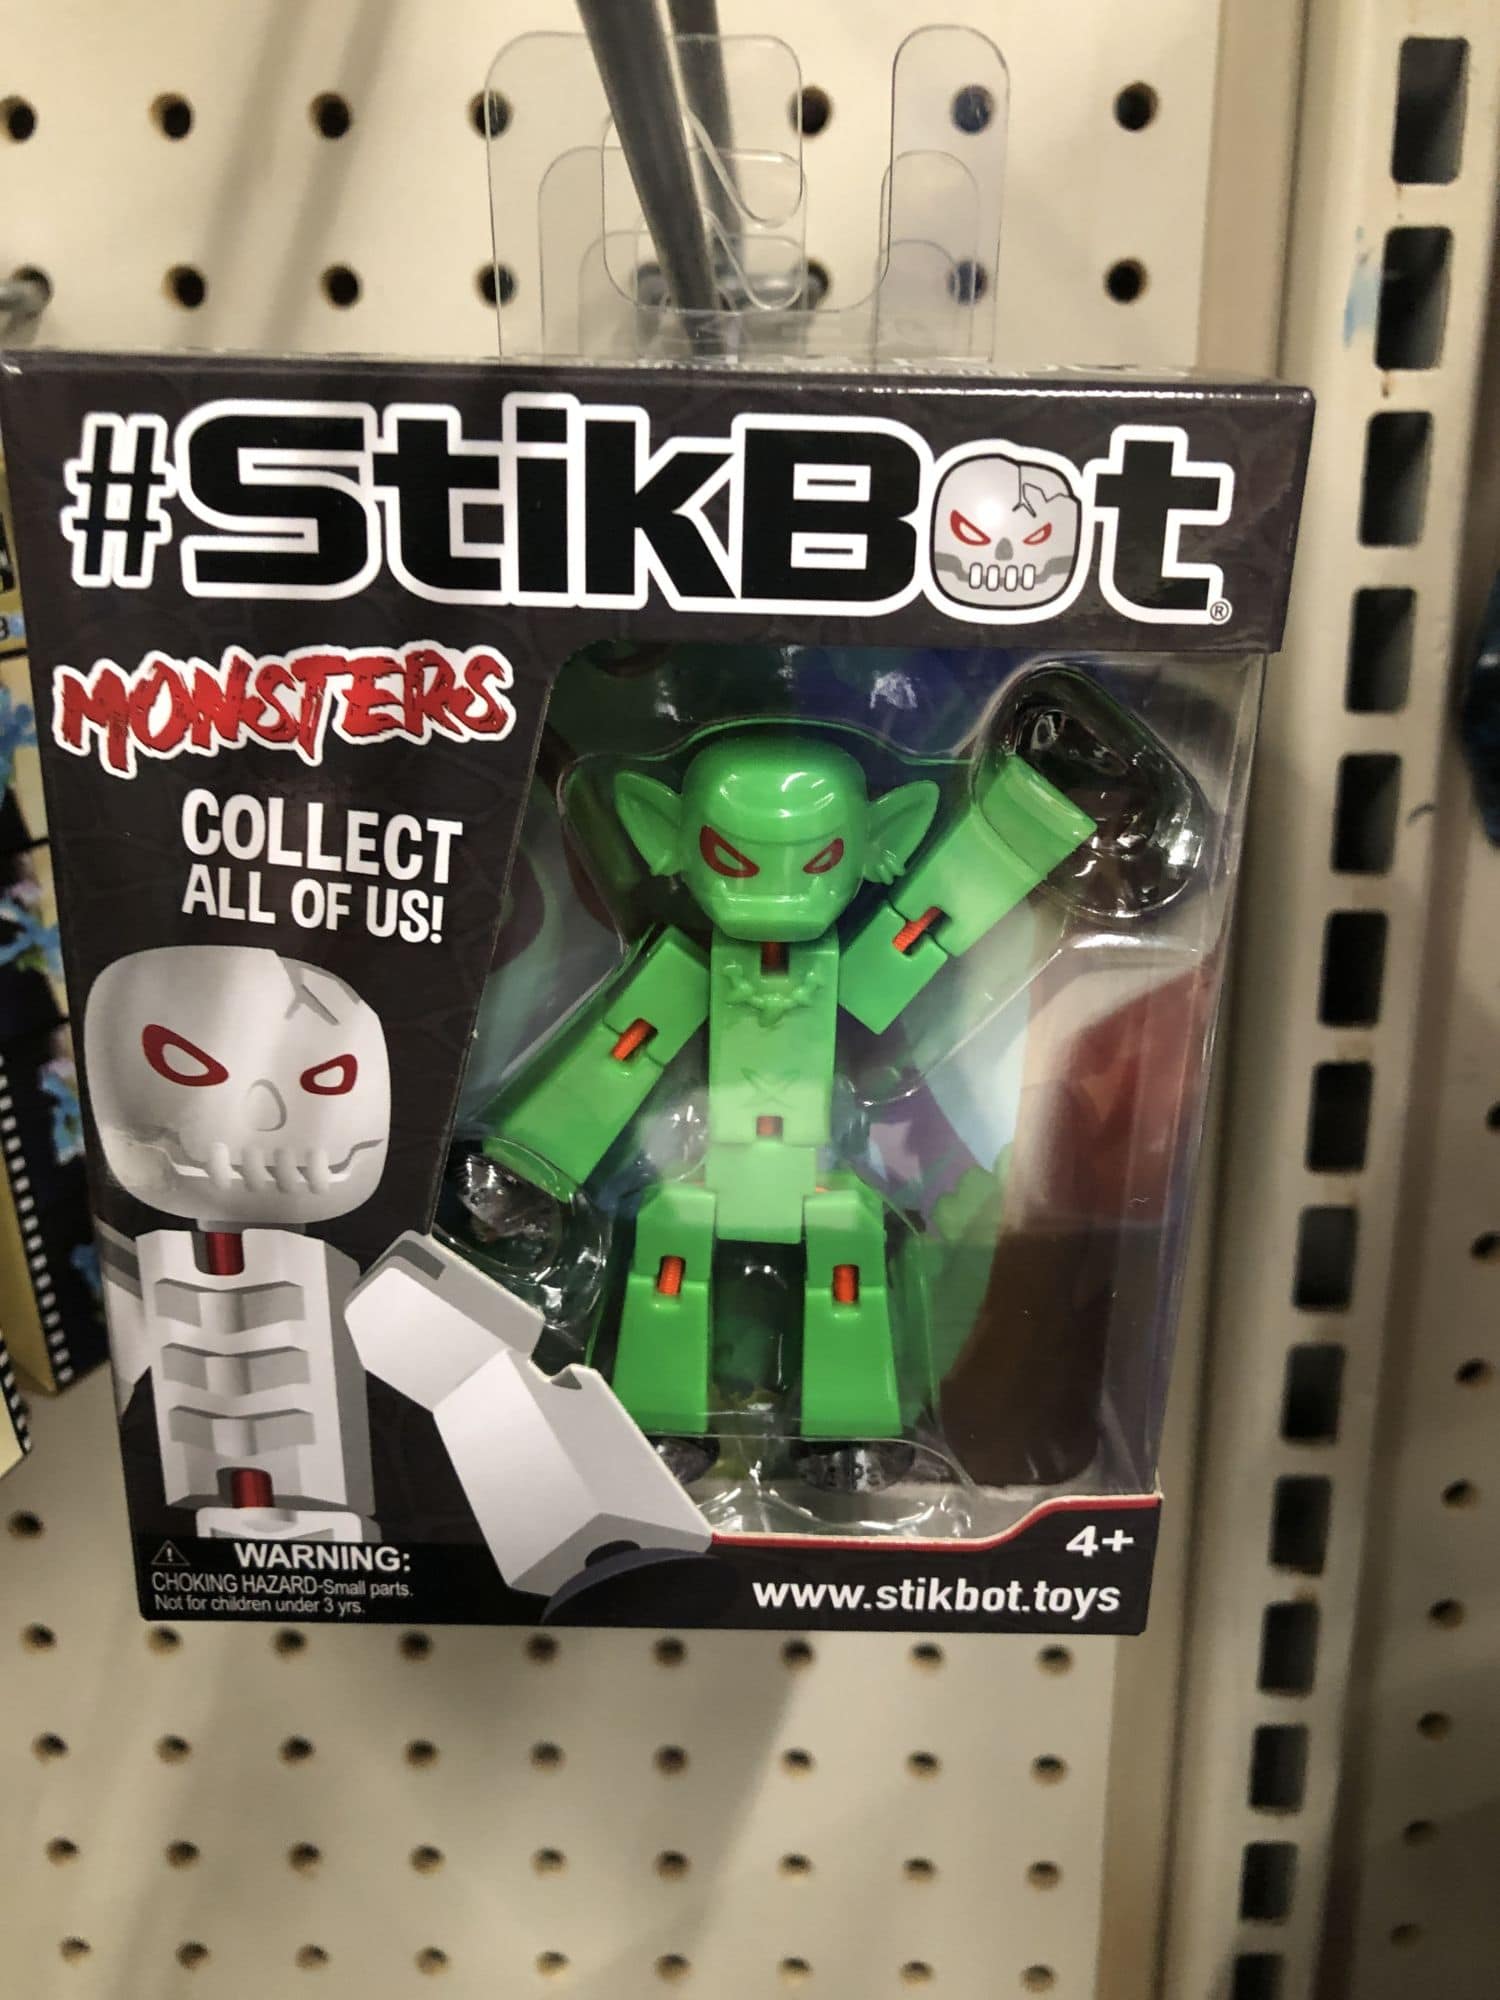 #StikBot®
MONSTERS
COLLECT
ALL OF US!
WARNING:
CHOKING HAZARD-Small parts.
Not for children under 3 yrs.
4+
www.stikbot.toys